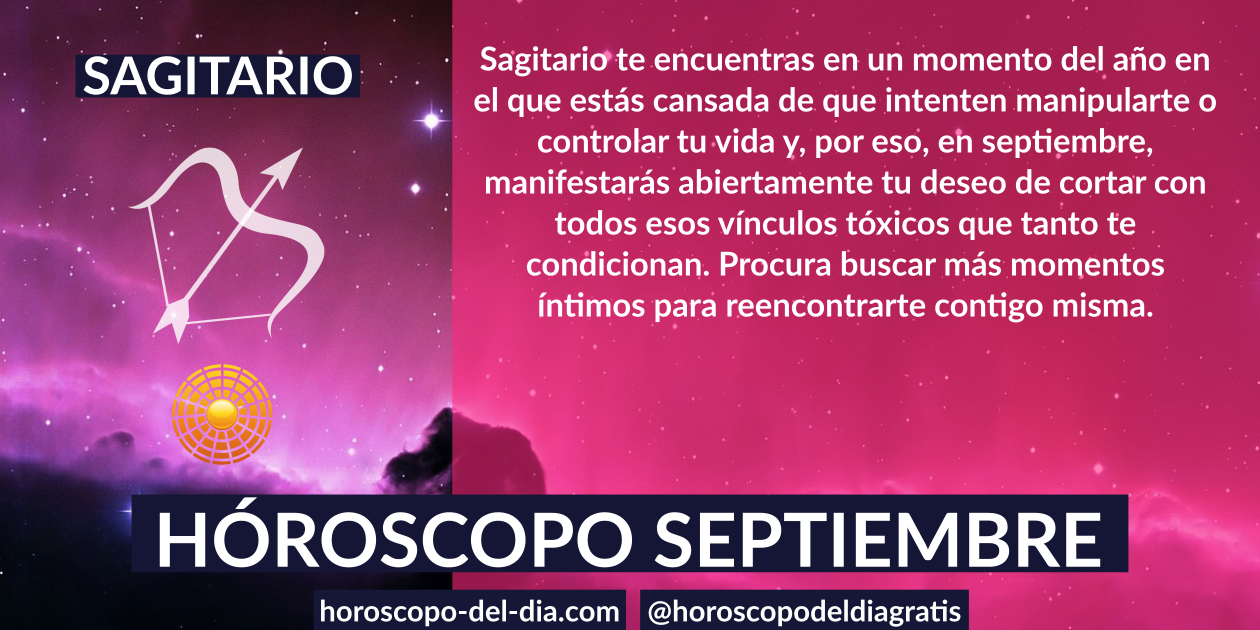 SAGITARIO
Sagitario te encuentras en un momento del año en
el que estás cansada de que intenten manipularte o
controlar tu vida y, por eso, en septiembre,
manifestarás abiertamente tu deseo de cortar con
todos esos vínculos tóxicos que tanto te
condicionan. Procura buscar más momentos
íntimos para reencontrarte contigo misma.
HÓROSCOPO SEPTIEMBRE
horoscopo-del-dia.com
@horoscopodeldiagratis